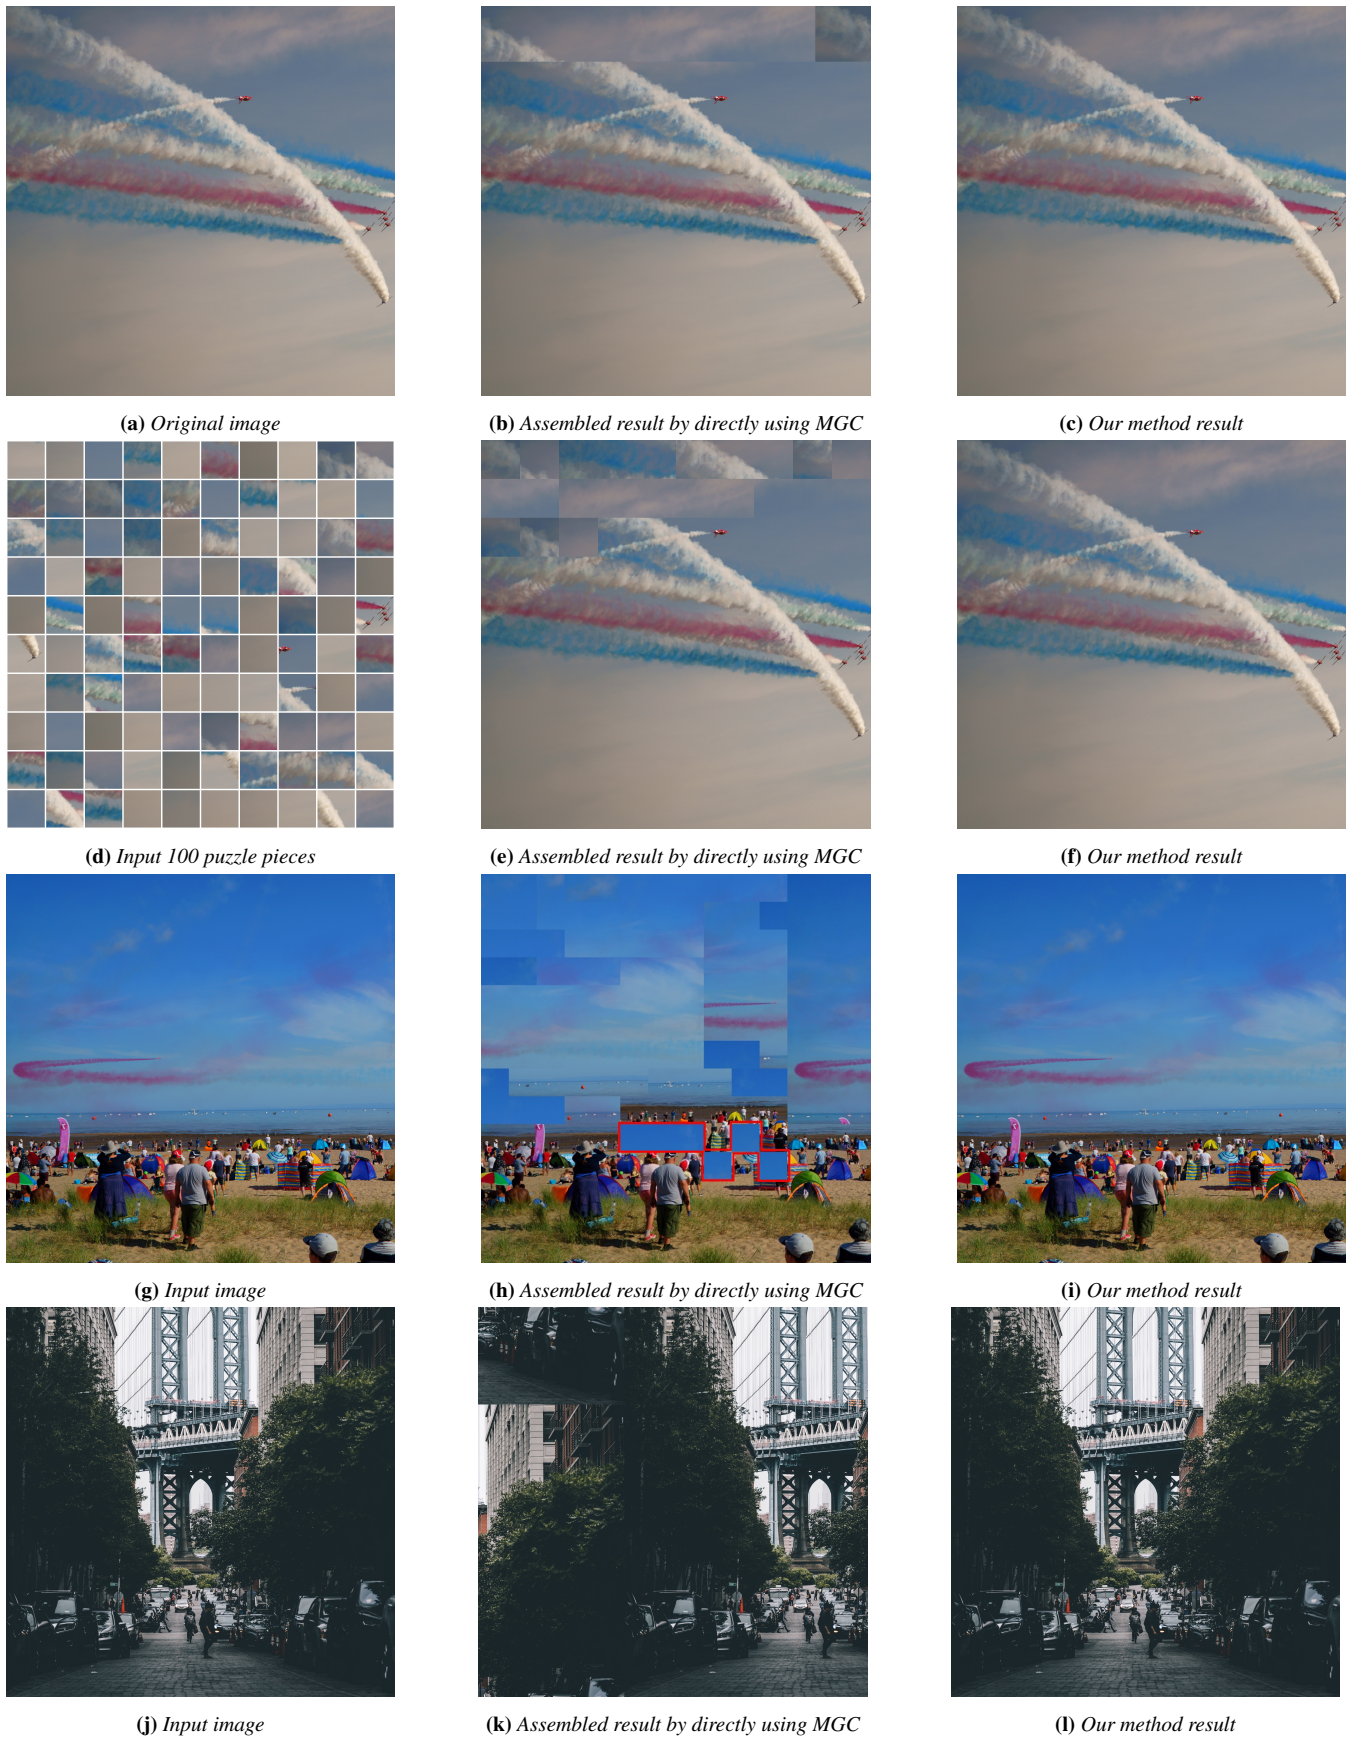 (a) Original image
(b) Assembled result by directly using MGC
(c) Our method result
(d) Input 100 puzzle pieces
(e) Assembled result by directly using MGC
(f) Our method result
(g) Input image
(h) Assembled result by directly using MGC
(i) Our method result
(j) Input image
(k) Assembled result by directly using MGC
(l) Our method result